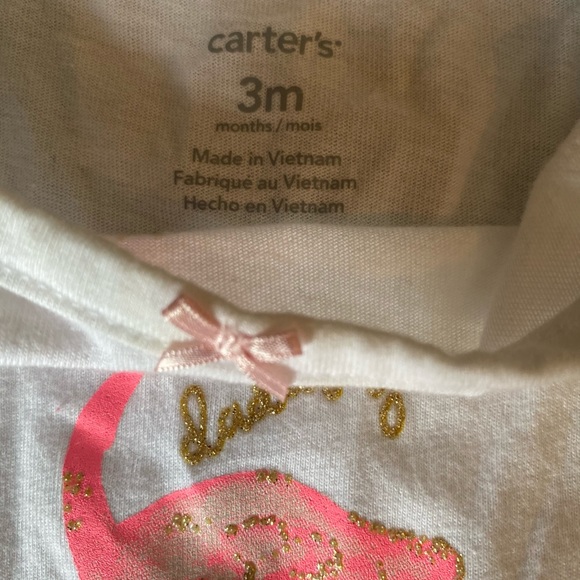 carter's
3m
months/mois
Made in Vietnam
Fabriqué au Vietnam
Hecho en Vietnam